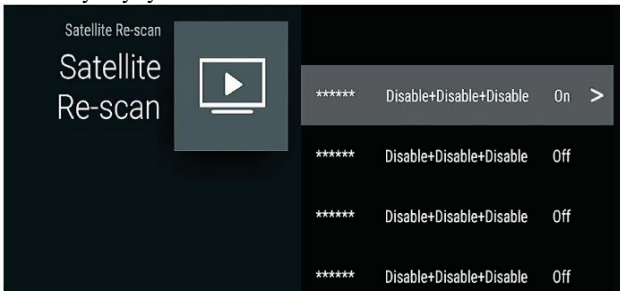 Satellite Re-scan
Satellite
Re-scan
****** Disable+Disable+Disable On >
****** Disable+Disable+Disable Off
****** Disable+Disable+Disable Off
****** Disable+Disable+Disable Off